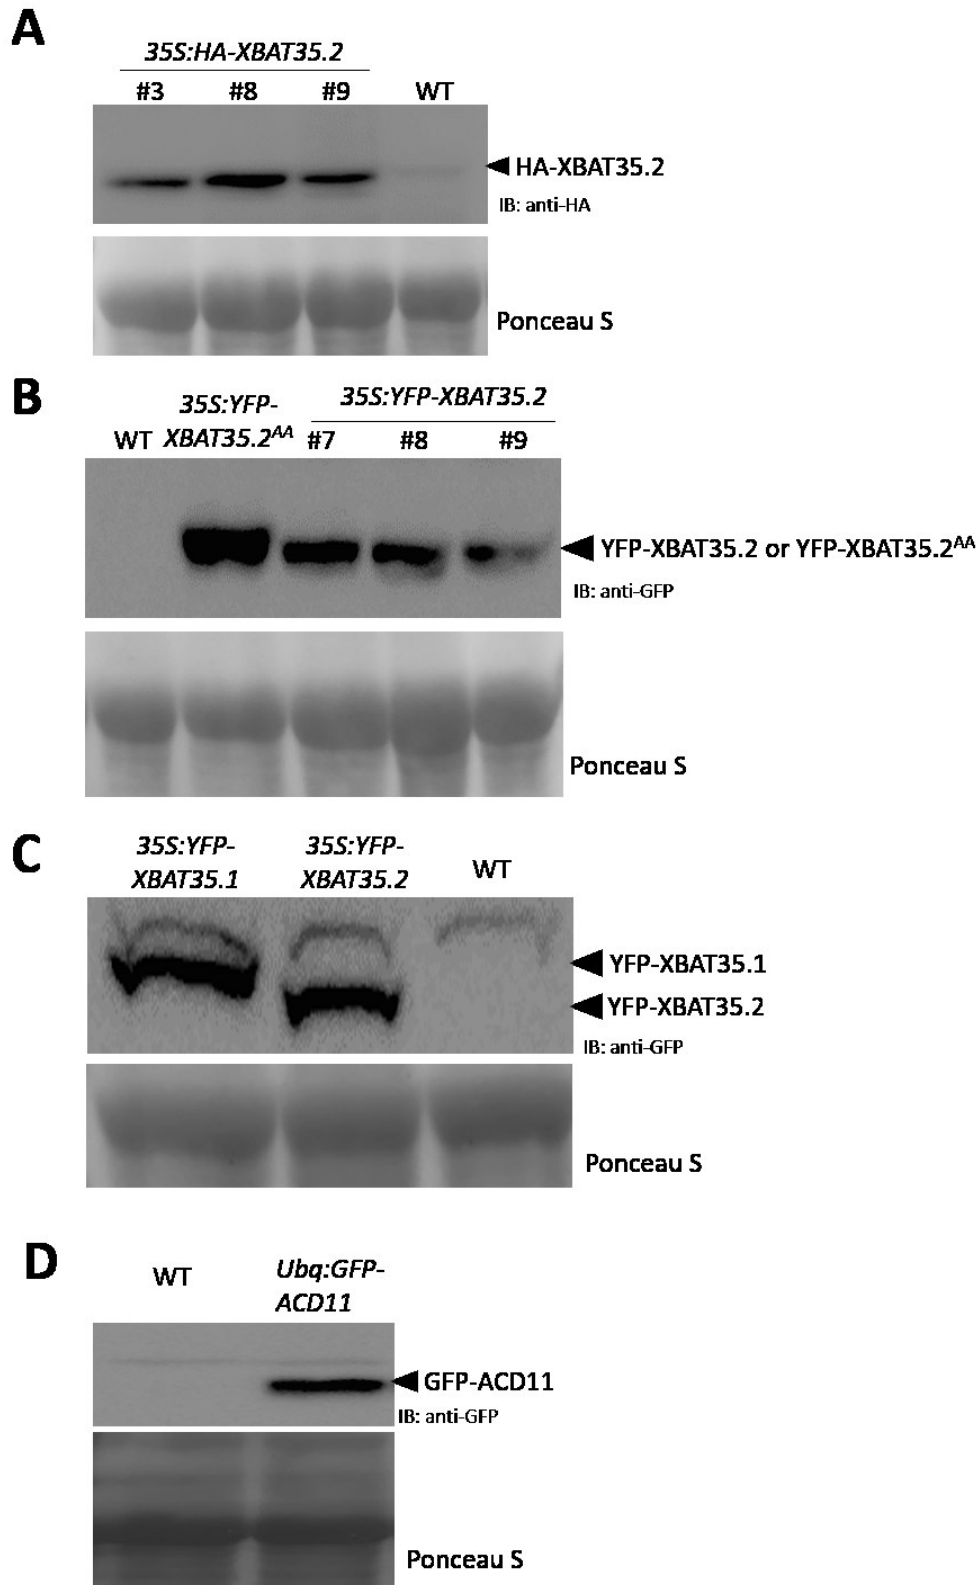 A
35S:HA-XBAT35.2
#3 #8 #9 WT
HA-XBAT35.2
IB: anti-HA
Ponceau S
B
35S:YFP-
XBAT35.2AA
35S:YFP-XBAT35.2
WT #7 #8 #9
YFP-XBAT35.2 or YFP-XBAT35.2AA
IB: anti-GFP
Ponceau S
C
35S:YFP-
XBAT35.1
35S:YFP-
XBAT35.2
WT
YFP-XBAT35.1
YFP-XBAT35.2
IB: anti-GFP
Ponceau S
D
WT
Ubq:GFP-
ACD11
GFP-ACD11
IB: anti-GFP
Ponceau S